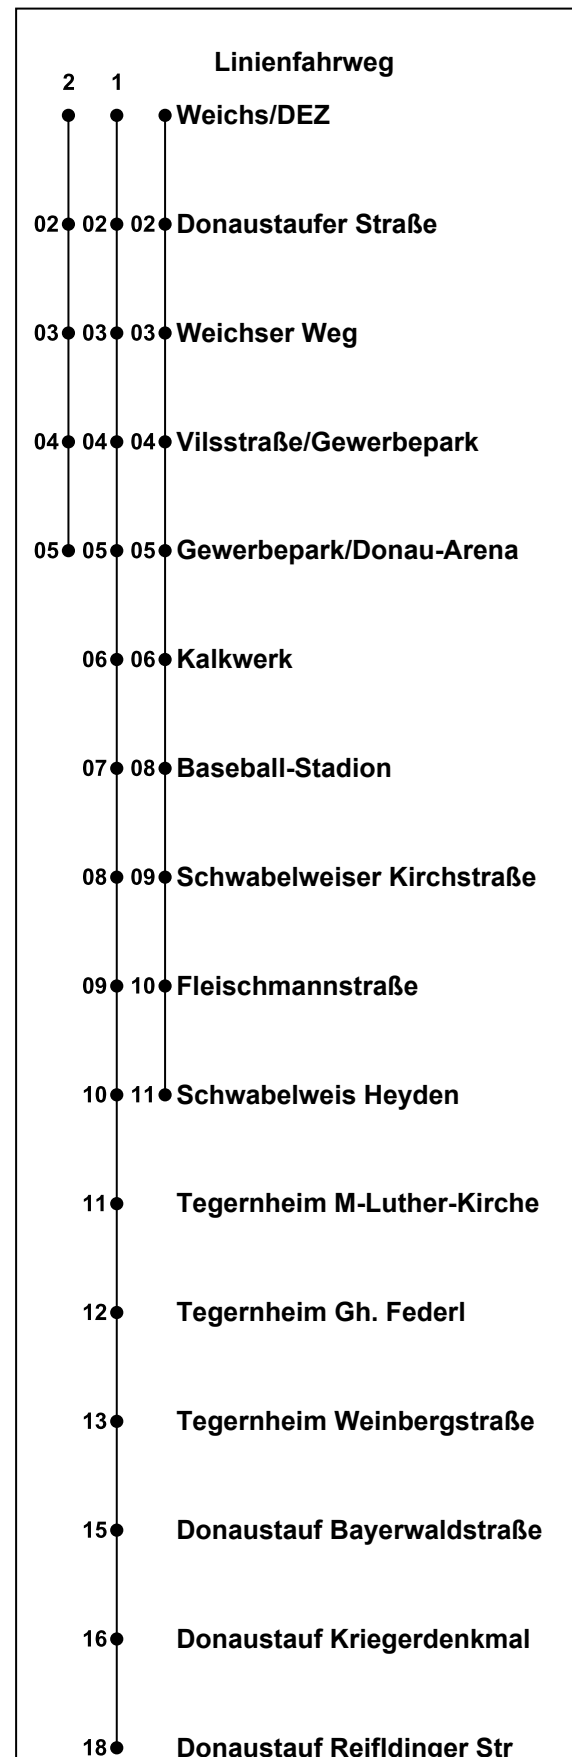 Linienfahrweg
2 1
Weichs/DEZ
02 02 02 Donaustaufer Straße
03 03 03 Weichser Weg
04 04 04 Vilsstraße/Gewerbepark
05 05 05 Gewerbepark/Donau-Arena
06 06 Kalkwerk
07 08 Baseball-Stadion
08 09 Schwabelweiser Kirchstraße
09 10 Fleischmannstraße
10 11 Schwabelweis Heyden
11 Tegernheim M-Luther-Kirche
12 Tegernheim Gh. Federl
13 Tegernheim Weinbergstraße
15 Donaustauf Bayerwaldstraße
16 Donaustauf Kriegerdenkmal
18 Donaustauf Reifldinger Str